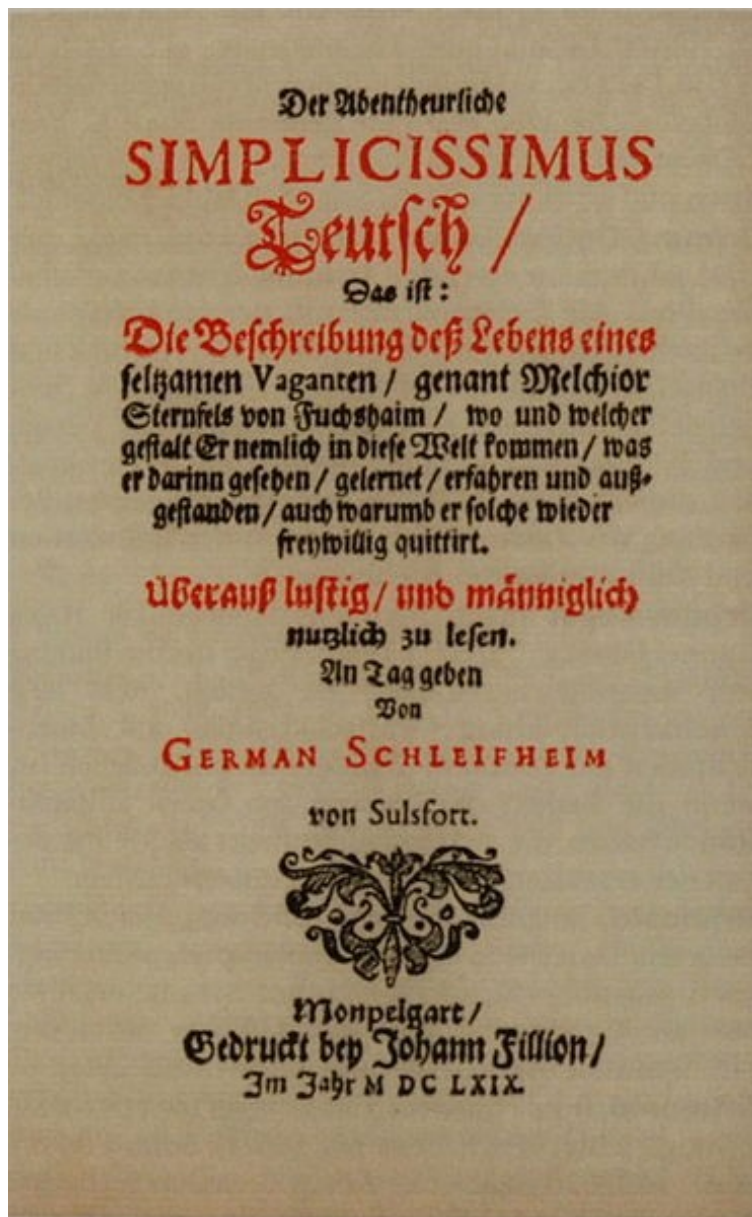 Der Abentheurliche
SIMPLICISSIMUS
Teutſch /
Das iſt:
Die Beſchreibung deß Lebens eines
ſeltzamen Vaganten / genant Melchior
Sternfels von Fuchshaim / wo und welcher
geſtalt Er nemlich in dieſe Welt kommen / was
er darinn geſehen / gelernet / erfahren und auß-
geſtanden / auch warumb er ſolche wieder
freywillig quittirt.
Überauß luſtig / und männiglich
nutzlich zu leſen.
An Tag geben
Von
GERMAN SCHLEIFHEIM
von Sulsfort.
Monpelgart /
Gedruckt bey Johann Fillion /
Im Jahr M DC LXIX.